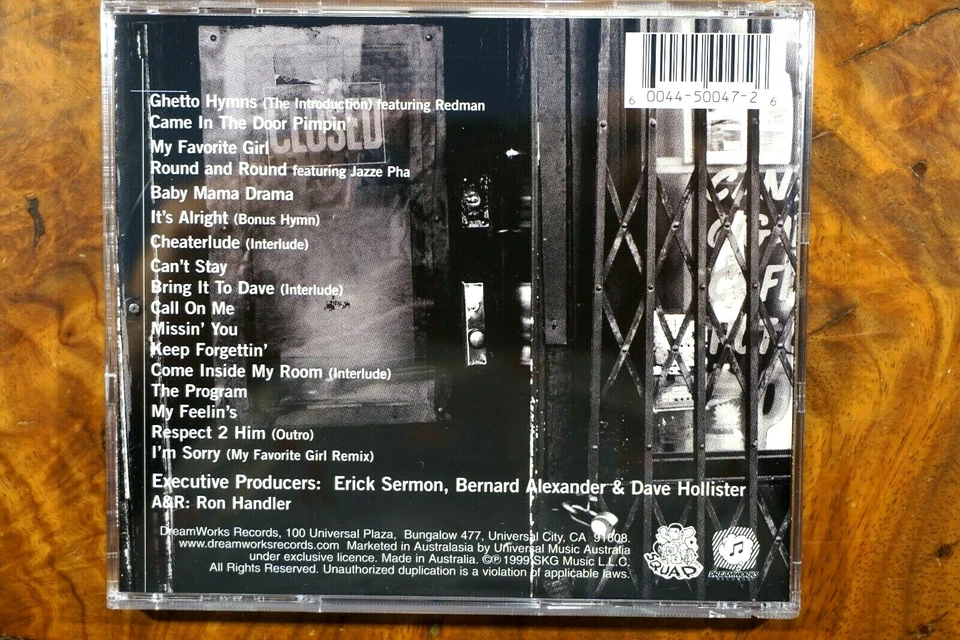 6 0044-50047-2 6
Ghetto Hymns (The Introduction) featuring Redman
Came In The Door Pimpin'
CLOSED
My Favorite Girl
Round and Round featuring Jazze Pha
Baby Mama Drama
It's Alright (Bonus Hymn)
Cheaterlude (Interlude)
Can't Stay
Bring It To Dave (Interlude)
Call On Me
Missin' You
Keep Forgettin'
Come Inside My Room (Interlude)
The Program
My Feelin's
Respect 2 Him (Outro)
I'm Sorry (My Favorite Girl Remix)
Executive Producers: Erick Sermon, Bernard Alexander & Dave Hollister
A&R: Ron Handler
DreamWorks Records, 100 Universal Plaza, Bungalow 477, Universal City, CA 91608.
www.dreamworksrecords.com Marketed in Australasia by Universal Music Australia
under exclusive licence. Made in Australia. ©℗ 1999 SKG Music L.L.C.
All Rights Reserved. Unauthorized duplication is a violation of applicable laws.
SQUAD
DREAMWORKS